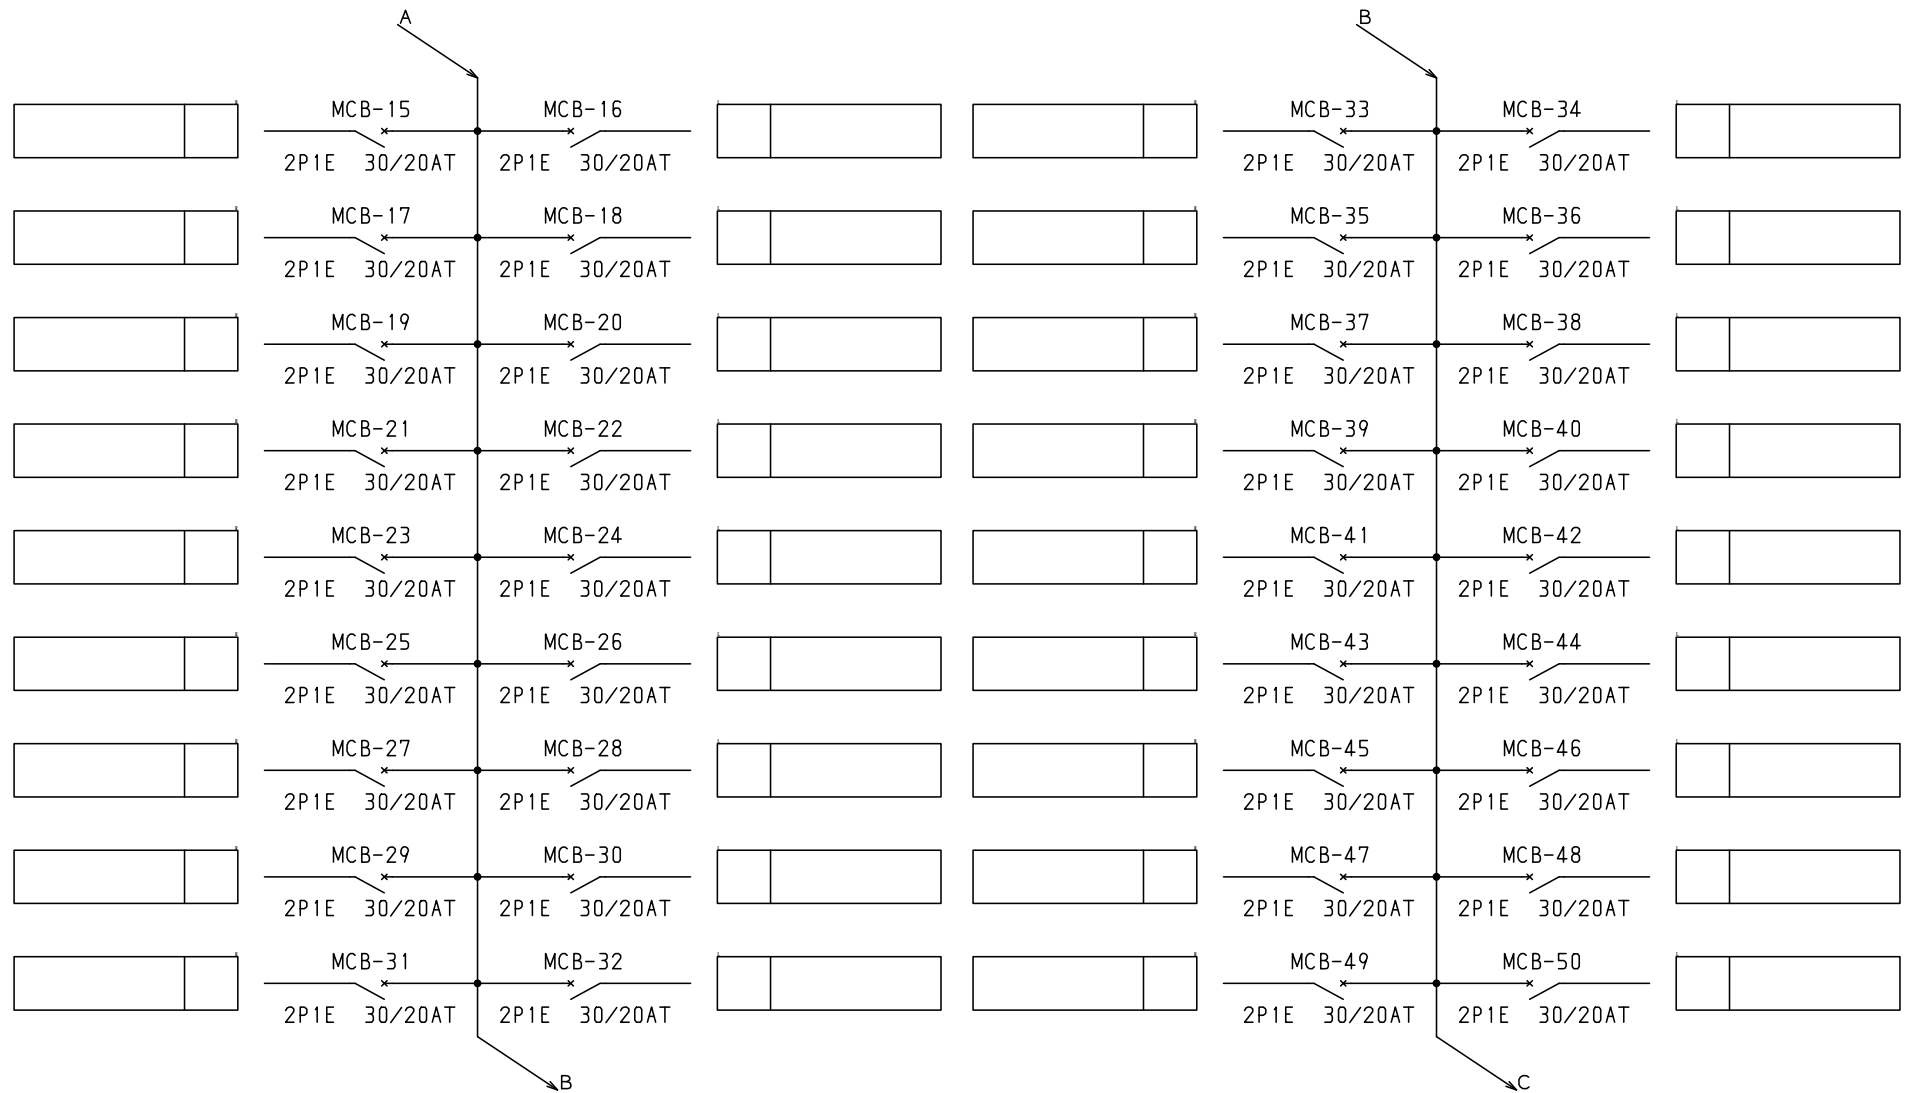 A B
MCB-15 MCB-16 MCB-33 MCB-34
2P1E 30/20AT 2P1E 30/20AT 2P1E 30/20AT 2P1E 30/20AT
MCB-17 MCB-18 MCB-35 MCB-36
2P1E 30/20AT 2P1E 30/20AT 2P1E 30/20AT 2P1E 30/20AT
MCB-19 MCB-20 MCB-37 MCB-38
2P1E 30/20AT 2P1E 30/20AT 2P1E 30/20AT 2P1E 30/20AT
MCB-21 MCB-22 MCB-39 MCB-40
2P1E 30/20AT 2P1E 30/20AT 2P1E 30/20AT 2P1E 30/20AT
MCB-23 MCB-24 MCB-41 MCB-42
2P1E 30/20AT 2P1E 30/20AT 2P1E 30/20AT 2P1E 30/20AT
MCB-25 MCB-26 MCB-43 MCB-44
2P1E 30/20AT 2P1E 30/20AT 2P1E 30/20AT 2P1E 30/20AT
MCB-27 MCB-28 MCB-45 MCB-46
2P1E 30/20AT 2P1E 30/20AT 2P1E 30/20AT 2P1E 30/20AT
MCB-29 MCB-30 MCB-47 MCB-48
2P1E 30/20AT 2P1E 30/20AT 2P1E 30/20AT 2P1E 30/20AT
MCB-31 MCB-32 MCB-49 MCB-50
2P1E 30/20AT 2P1E 30/20AT 2P1E 30/20AT 2P1E 30/20AT
B C